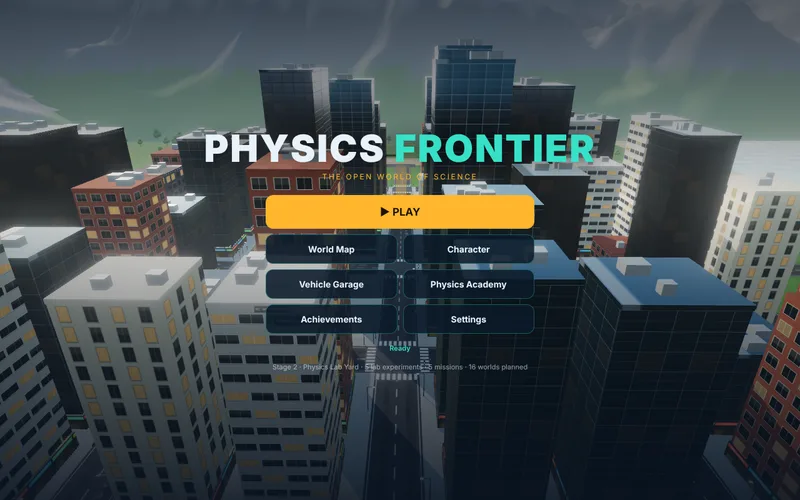 PHYSICS FRONTIER
THE OPEN WORLD OF SCIENCE
▶ PLAY
World Map
Character
Vehicle Garage
Physics Academy
Achievements
Settings
Ready
Stage 2 · Physics Lab Yard · 5 lab experiments · 5 missions · 16 worlds planned